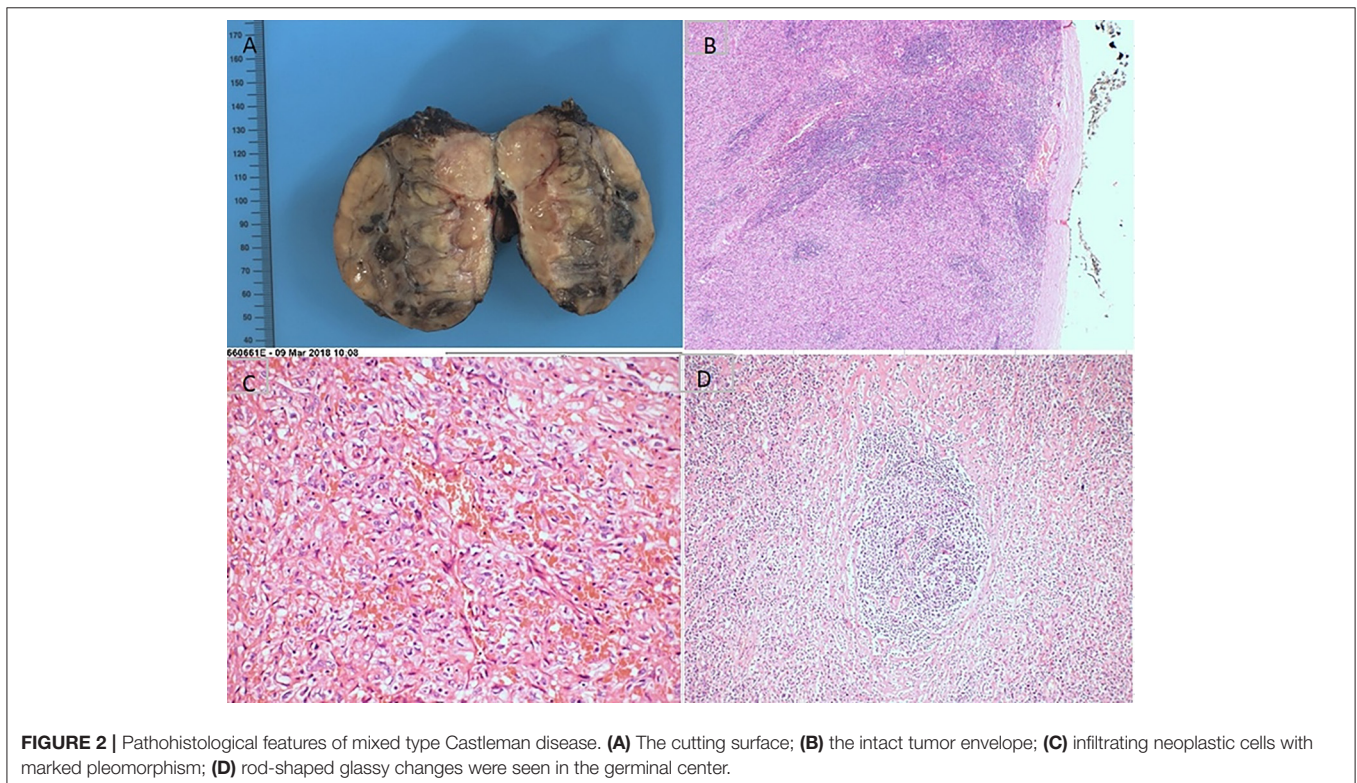 A
170
160
150
140
130
120
110
100
90
80
70
60
50
40
B
660661E - 09 Mar 2018 10:08
C
D
FIGURE 2 | Pathohistological features of mixed type Castleman disease. (A) The cutting surface; (B) the intact tumor envelope; (C) infiltrating neoplastic cells with
marked pleomorphism; (D) rod-shaped glassy changes were seen in the germinal center.